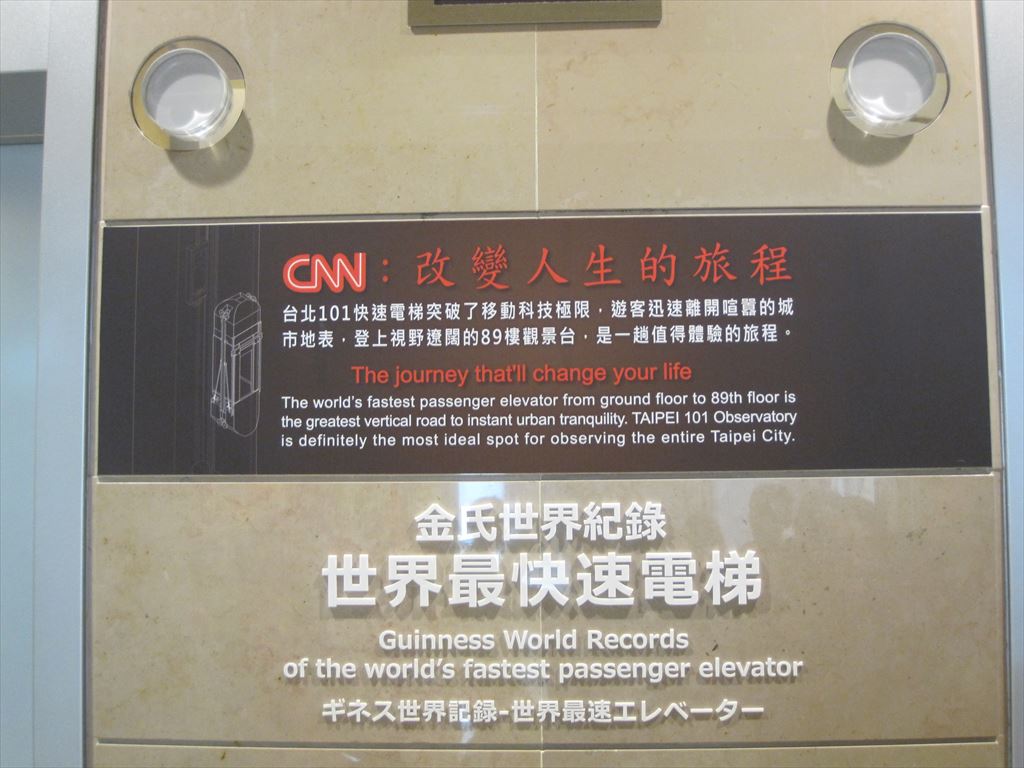 CNN：改變人生的旅程
台北101快速電梯突破了移動科技極限，遊客迅速離開喧囂的城
市地表，登上視野遼闊的89樓觀景台，是一趟值得體驗的旅程。
The journey that'll change your life
The world's fastest passenger elevator from ground floor to 89th floor is
the greatest vertical road to instant urban tranquility. TAIPEI 101 Observatory
is definitely the most ideal spot for observing the entire Taipei City.
金氏世界紀錄
世界最快速電梯
Guinness World Records
of the world's fastest passenger elevator
ギネス世界記録-世界最速エレベーター